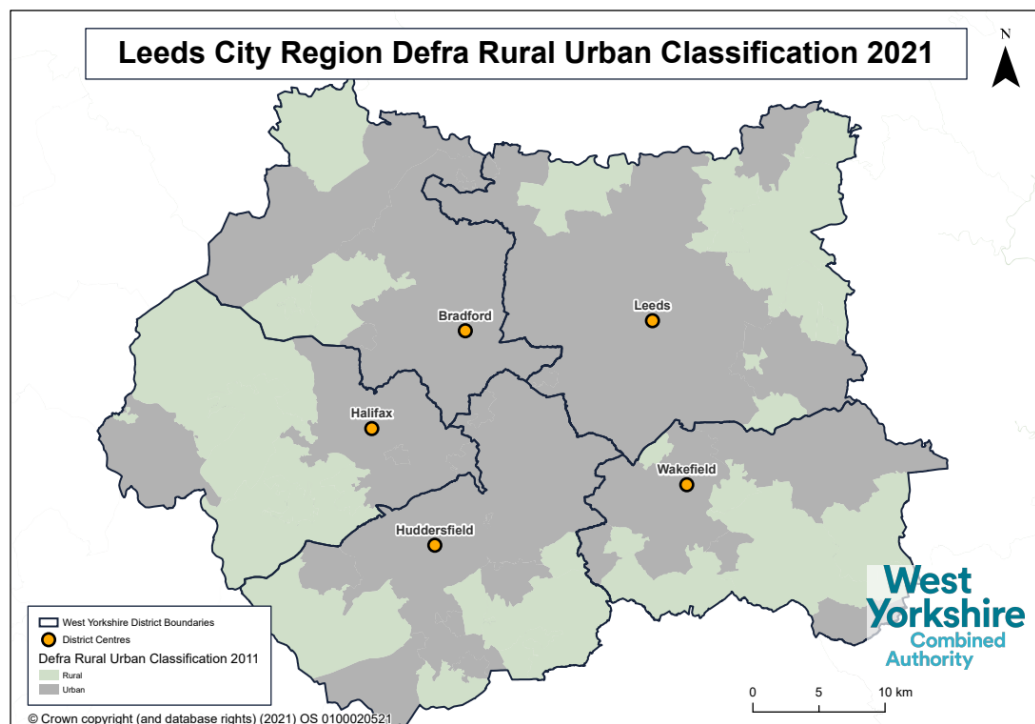 Leeds City Region Defra Rural Urban Classification 2021
N
Leeds
Bradford
Halifax
Wakefield
Huddersfield
West Yorkshire District Boundaries
District Centres
Defra Rural Urban Classification 2011
Rural
Urban
© Crown copyright (and database rights) (2021) OS 0100020521
0 5 10 km
West
Yorkshire
Combined
Authority